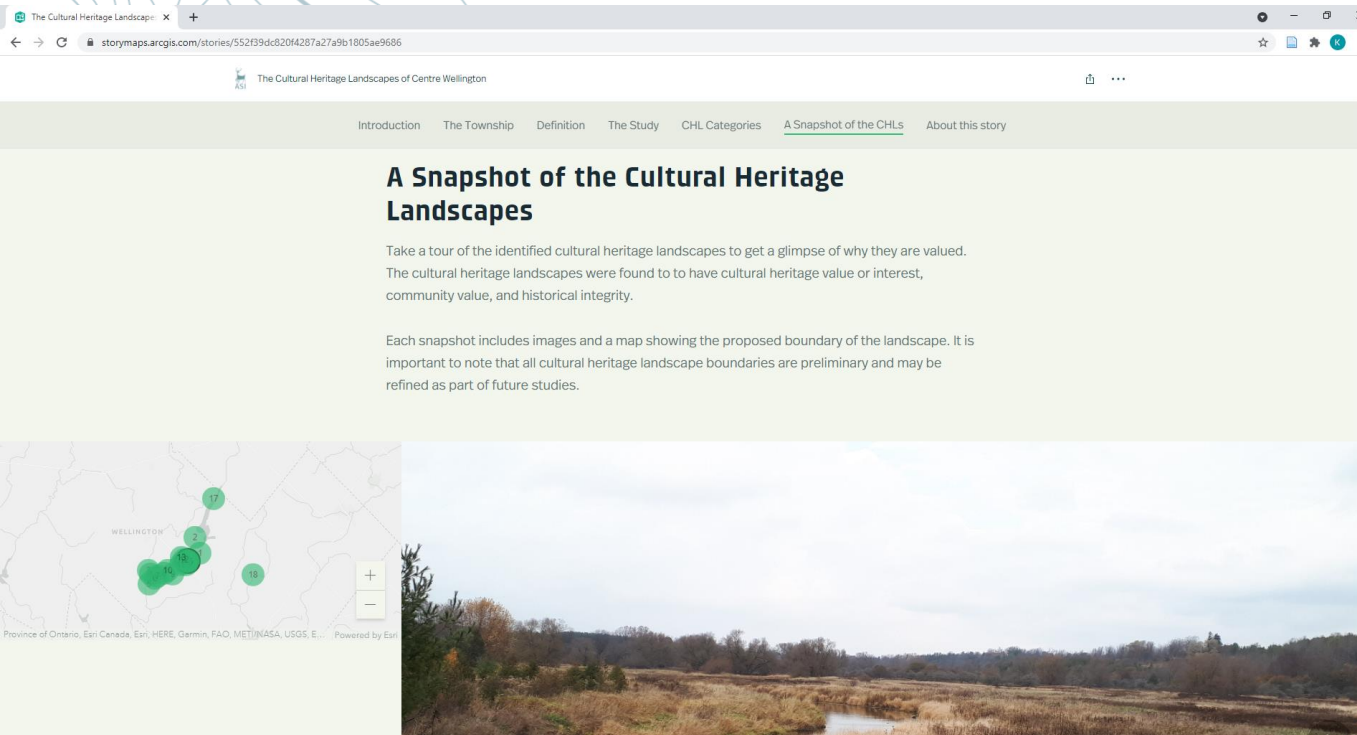 The Cultural Heritage Landscape
storymaps.arcgis.com/stories/552f39dc820f4287a27a9b1805ae9686
K
ASI
The Cultural Heritage Landscapes of Centre Wellington
Introduction The Township Definition The Study CHL Categories A Snapshot of the CHLs About this story
A Snapshot of the Cultural Heritage
Landscapes
Take a tour of the identified cultural heritage landscapes to get a glimpse of why they are valued.
The cultural heritage landscapes were found to to have cultural heritage value or interest,
community value, and historical integrity.
Each snapshot includes images and a map showing the proposed boundary of the landscape. It is
important to note that all cultural heritage landscape boundaries are preliminary and may be
refined as part of future studies.
17
WELLINGTON
2
1
13
16
18
Province of Ontario, Esri Canada, Esri, HERE, Garmin, FAO, METI/NASA, USGS, E... Powered by Esri